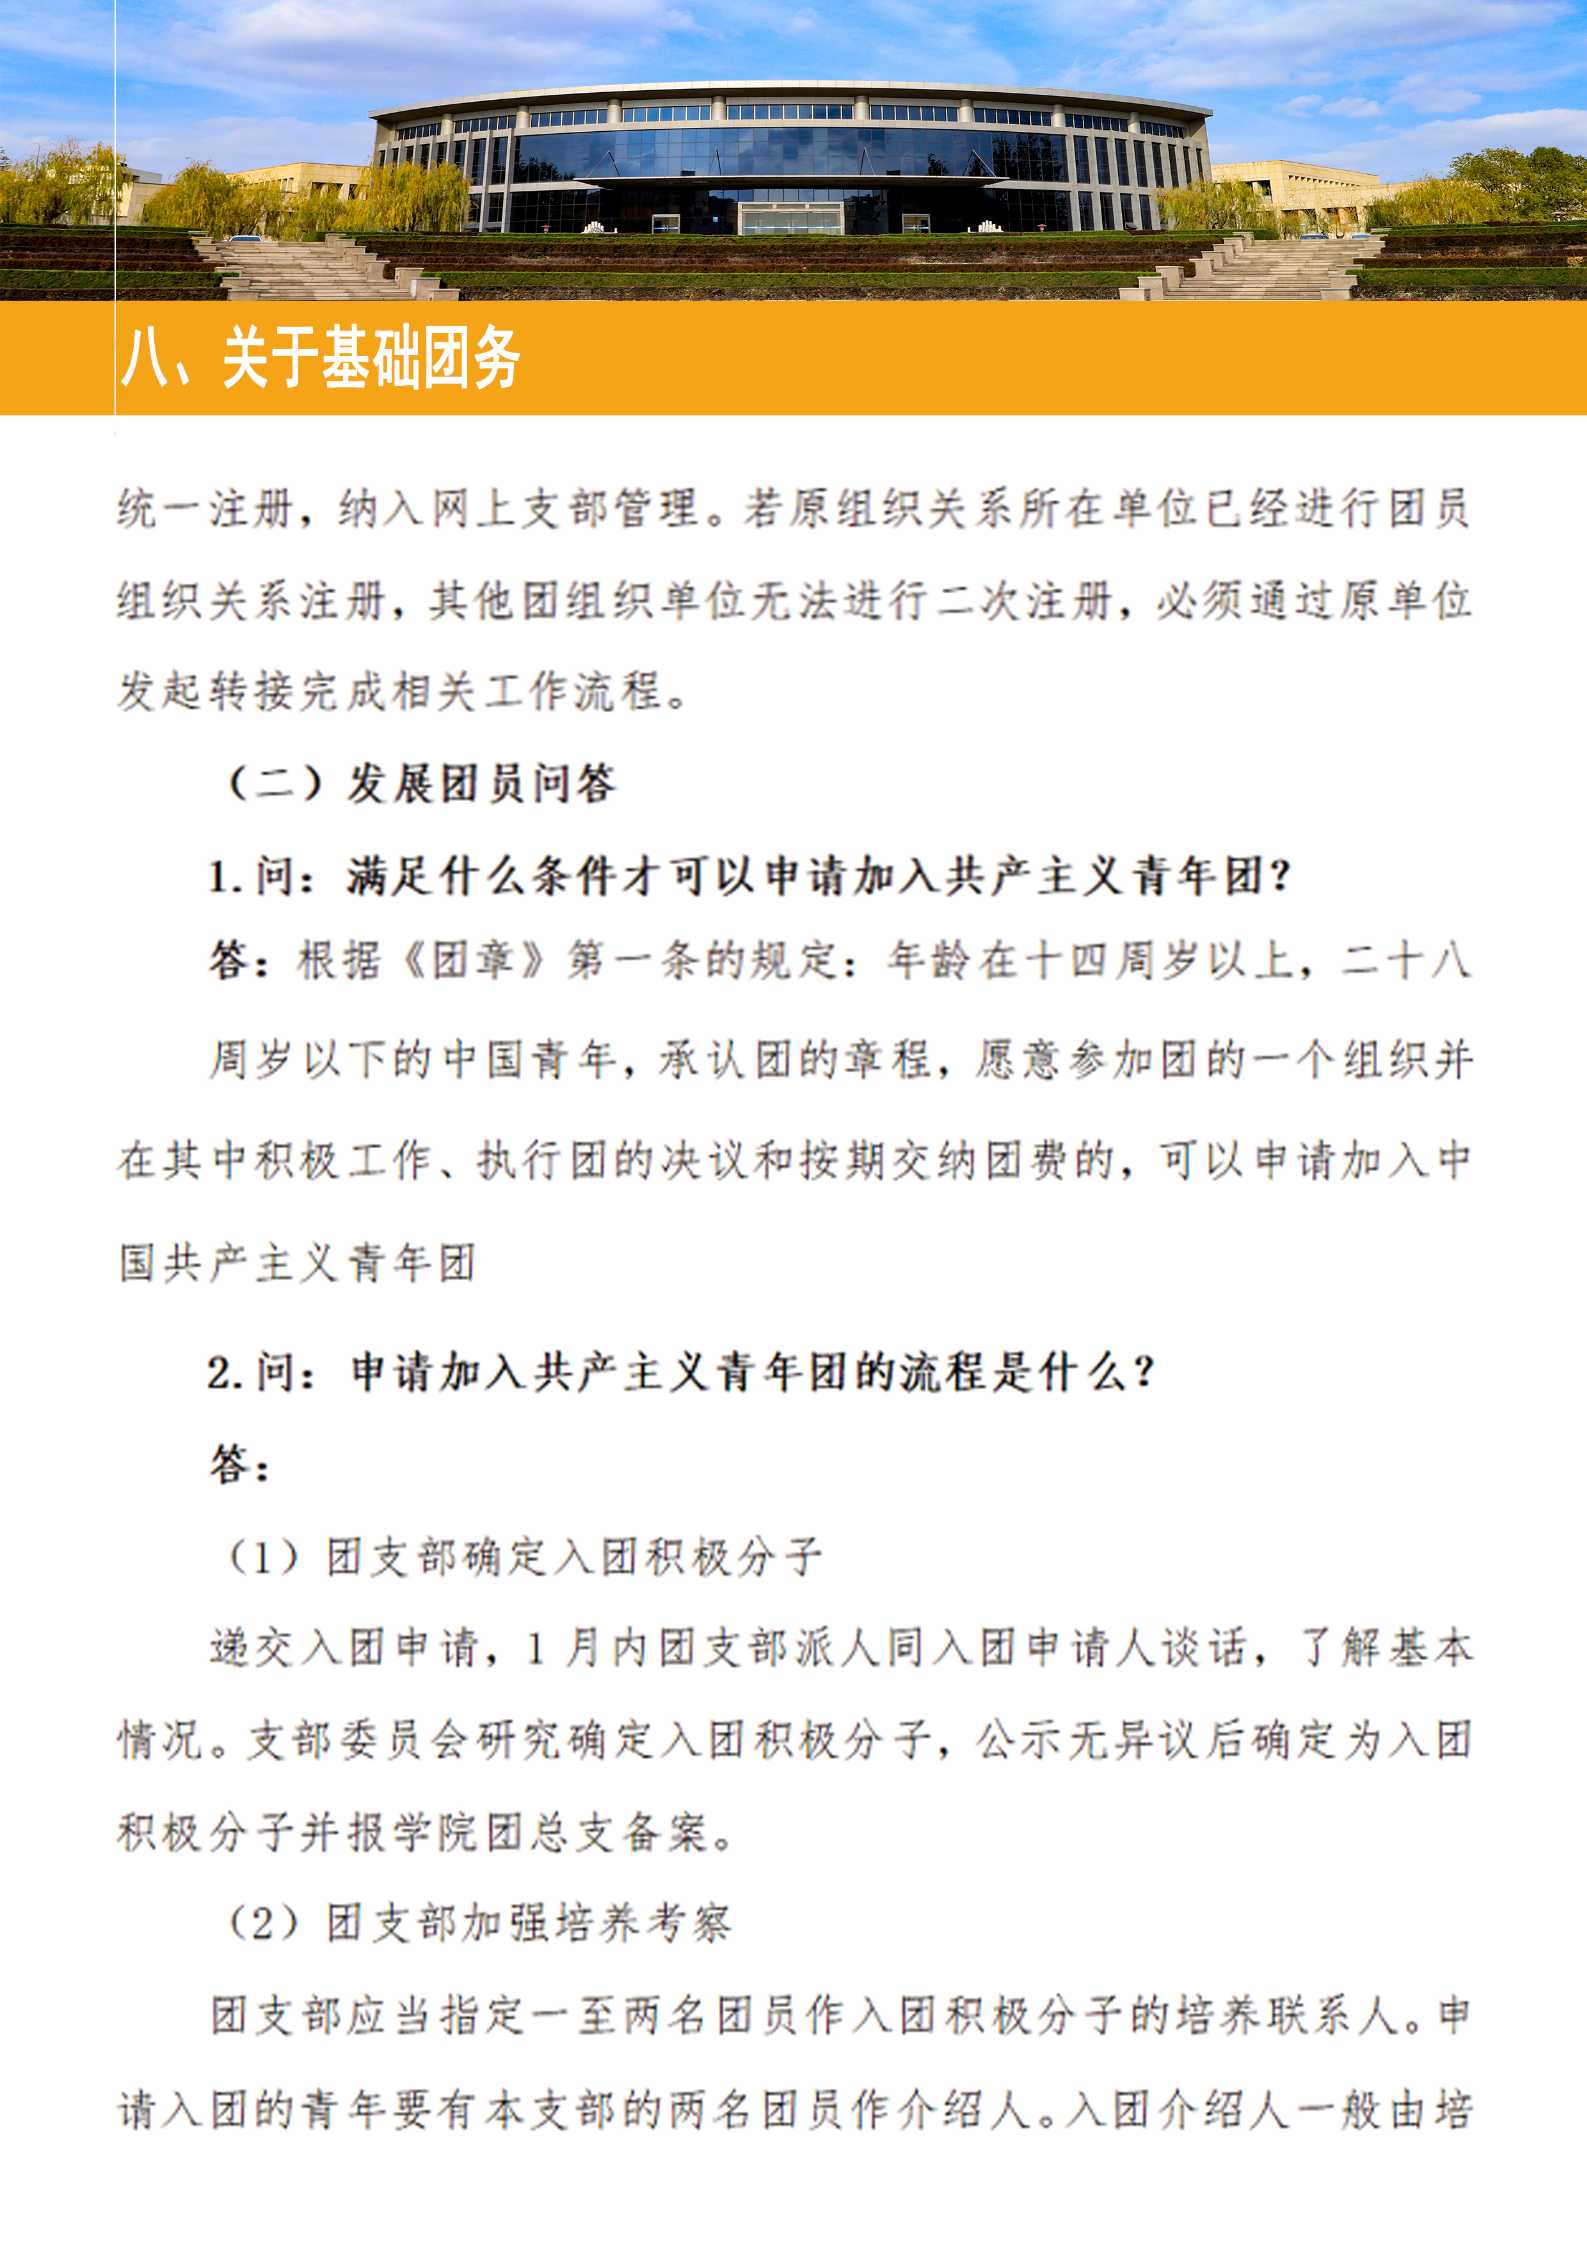 八、关于基础团务
统一注册，纳入网上支部管理。若原组织关系所在单位已经进行团员
组织关系注册，其他团组织单位无法进行二次注册，必须通过原单位
发起转接完成相关工作流程。
（二）发展团员问答
1.问：满足什么条件才可以申请加入共产主义青年团？
答：根据《团章》第一条的规定：年龄在十四周岁以上，二十八
周岁以下的中国青年，承认团的章程，愿意参加团的一个组织并
在其中积极工作、执行团的决议和按期交纳团费的，可以申请加入中
国共产主义青年团
2.问：申请加入共产主义青年团的流程是什么？
答：
（1）团支部确定入团积极分子
递交入团申请，1 月内团支部派人同入团申请人谈话，了解基本
情况。支部委员会研究确定入团积极分子，公示无异议后确定为入团
积极分子并报学院团总支备案。
（2）团支部加强培养考察
团支部应当指定一至两名团员作入团积极分子的培养联系人。申
请入团的青年要有本支部的两名团员作介绍人。入团介绍人一般由培